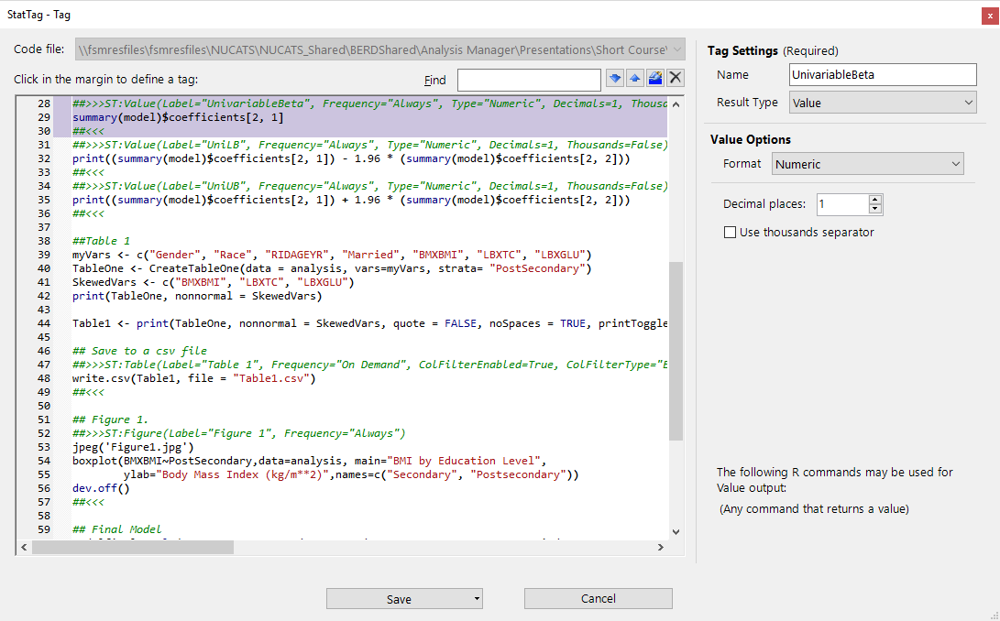 StatTag - Tag
x
Code file: \\fsmresfiles\fsmresfiles\NUCATS\NUCATS_Shared\BERDShared\Analysis Manager\Presentations\Short Course\
Click in the margin to define a tag:
Find
28 ##>>>ST:Value(Label="UnivariableBeta", Frequency="Always", Type="Numeric", Decimals=1, Thousa
29 summary(model)$coefficients[2, 1]
30 ##<<<
31 ##>>>ST:Value(Label="UniLB", Frequency="Always", Type="Numeric", Decimals=1, Thousands=False)
32 print((summary(model)$coefficients[2, 1]) - 1.96 * (summary(model)$coefficients[2, 2]))
33 ##<<<
34 ##>>>ST:Value(Label="UniUB", Frequency="Always", Type="Numeric", Decimals=1, Thousands=False)
35 print((summary(model)$coefficients[2, 1]) + 1.96 * (summary(model)$coefficients[2, 2]))
36 ##<<<
37
38 ##Table 1
39 myVars <- c("Gender", "Race", "RIDAGEYR", "Married", "BMXBMI", "LBXTC", "LBXGLU")
40 TableOne <- CreateTableOne(data = analysis, vars=myVars, strata= "PostSecondary")
41 SkewedVars <- c("BMXBMI", "LBXTC", "LBXGLU")
42 print(TableOne, nonnormal = SkewedVars)
43
44 Table1 <- print(TableOne, nonnormal = SkewedVars, quote = FALSE, noSpaces = TRUE, printToggle
45
46 ## Save to a csv file
47 ##>>>ST:Table(Label="Table 1", Frequency="On Demand", ColFilterEnabled=True, ColFilterType="E
48 write.csv(Table1, file = "Table1.csv")
49 ##<<<
50
51 ## Figure 1.
52 ##>>>ST:Figure(Label="Figure 1", Frequency="Always")
53 jpeg('Figure1.jpg')
54 boxplot(BMXBMI~PostSecondary,data=analysis, main="BMI by Education Level",
55 ylab="Body Mass Index (kg/m**2)",names=c("Secondary", "Postsecondary"))
56 dev.off()
57 ##<<<
58
59 ## Final Model
Tag Settings (Required)
Name UnivariableBeta
Result Type Value
Value Options
Format Numeric
Decimal places: 1
Use thousands separator
The following R commands may be used for
Value output:
(Any command that returns a value)
Save
Cancel